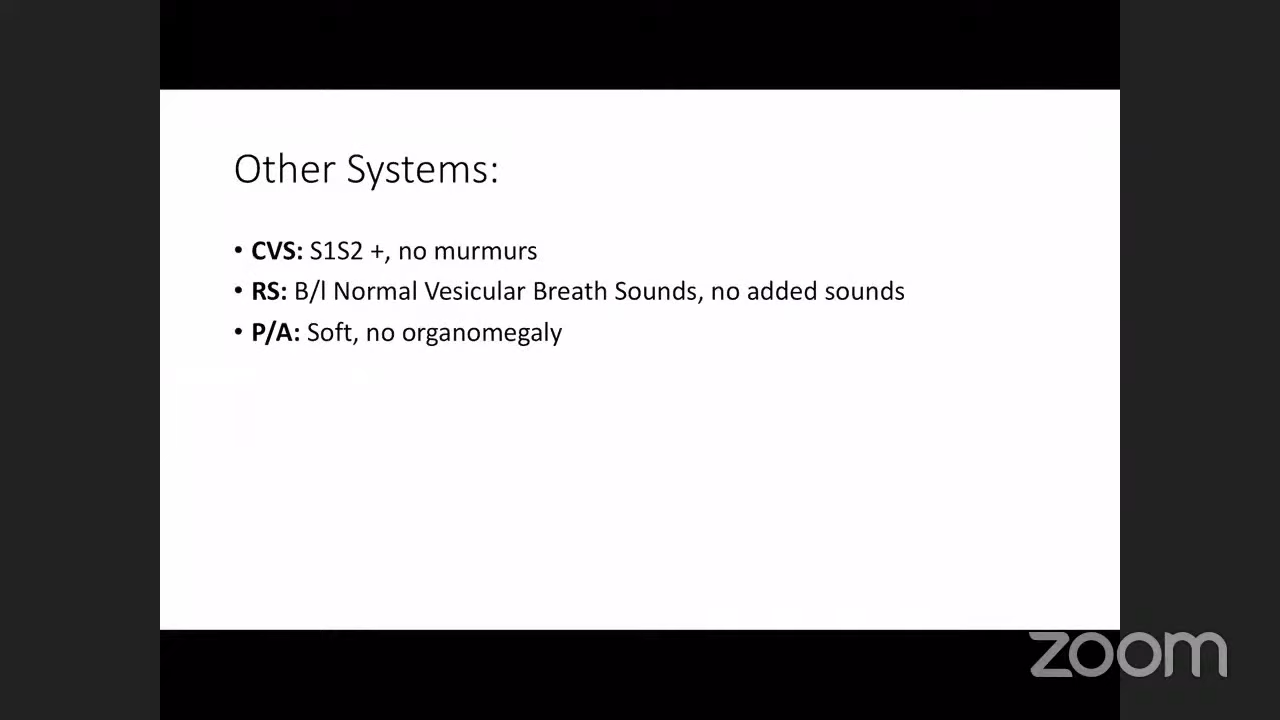 Other Systems:
• CVS: S1S2 +, no murmurs
• RS: B/l Normal Vesicular Breath Sounds, no added sounds
• P/A: Soft, no organomegaly
zoom